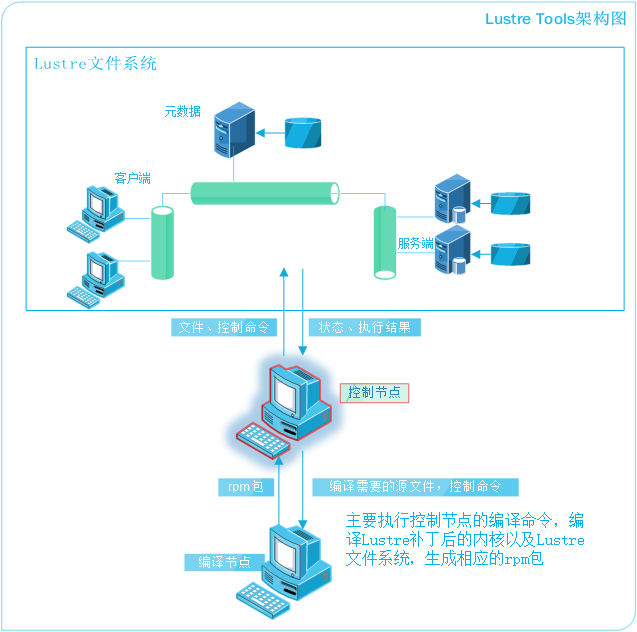 Lustre Tools架构图
Lustre文件系统
元数据
客户端
服务端
文件、控制命令
状态、执行结果
控制节点
rpm包
编译需要的源文件，控制命令
主要执行控制节点的编译命令，编
译Lustre补丁后的内核以及Lustre
文件系统，生成相应的rpm包
编译节点